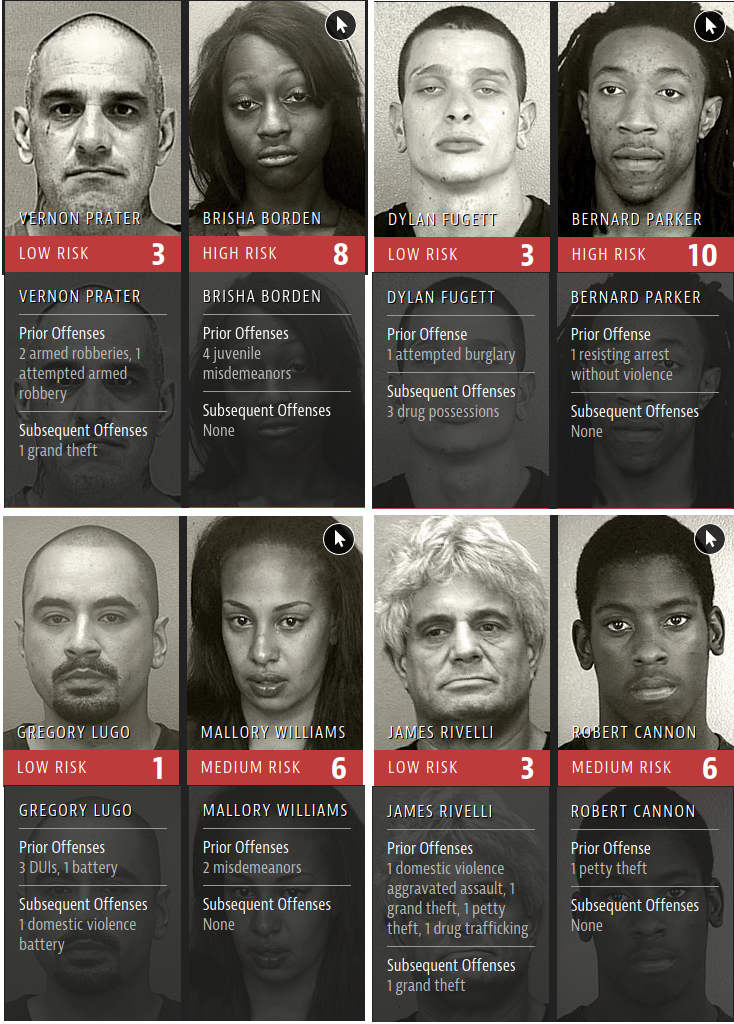 VERNON PRATER
LOW RISK 3
VERNON PRATER
Prior Offenses
2 armed robberies, 1
attempted armed
robbery
Subsequent Offenses
1 grand theft
BRISHA BORDEN
HIGH RISK 8
BRISHA BORDEN
Prior Offenses
4 juvenile
misdemeanors
Subsequent Offenses
None
DYLAN FUGETT
LOW RISK 3
DYLAN FUGETT
Prior Offense
1 attempted burglary
Subsequent Offenses
3 drug possessions
BERNARD PARKER
HIGH RISK 10
BERNARD PARKER
Prior Offense
1 resisting arrest
without violence
Subsequent Offenses
None
GREGORY LUGO
LOW RISK 1
GREGORY LUGO
Prior Offenses
3 DUIs, 1 battery
Subsequent Offenses
1 domestic violence
battery
MALLORY WILLIAMS
MEDIUM RISK 6
MALLORY WILLIAMS
Prior Offenses
2 misdemeanors
Subsequent Offenses
None
JAMES RIVELLI
LOW RISK 3
JAMES RIVELLI
Prior Offenses
1 domestic violence
aggravated assault, 1
grand theft, 1 petty
theft, 1 drug trafficking
Subsequent Offenses
1 grand theft
ROBERT CANNON
MEDIUM RISK 6
ROBERT CANNON
Prior Offense
1 petty theft
Subsequent Offenses
None